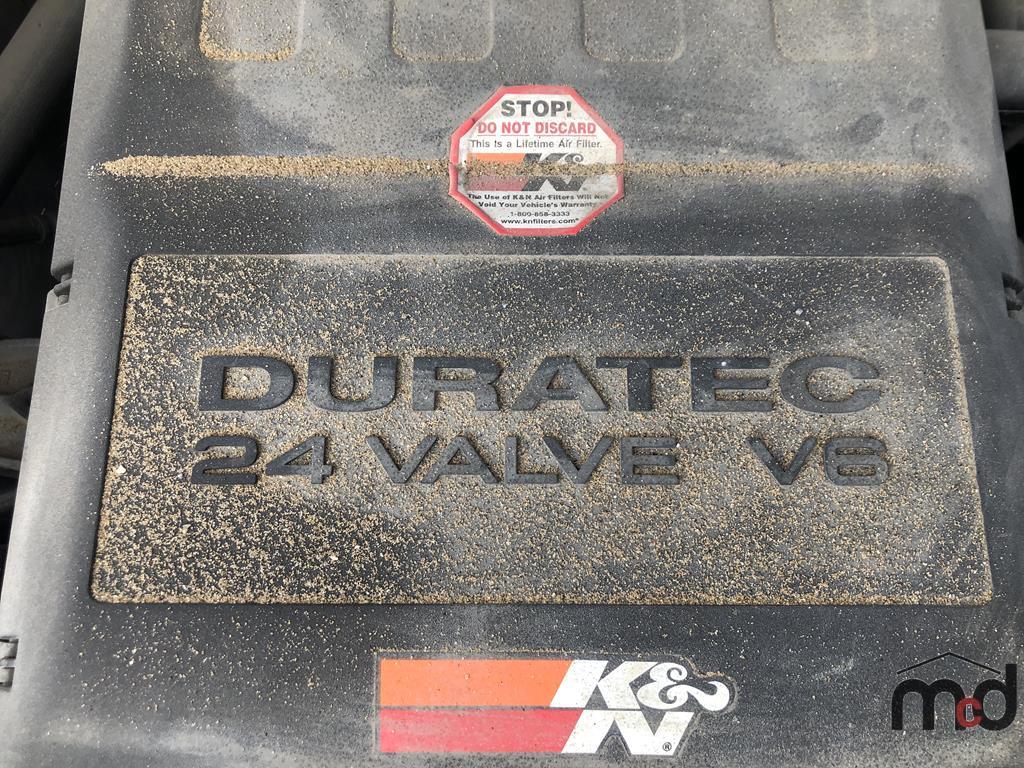 STOP!
DO NOT DISCARD
This is a Lifetime Air Filter.
K&N
The Use of K&N Air Filters Will Not
Void Your Vehicle's Warranty
1-800-858-3333
www.knfilters.com®
DURATEC
24 VALVE V6
K&N®
mcd